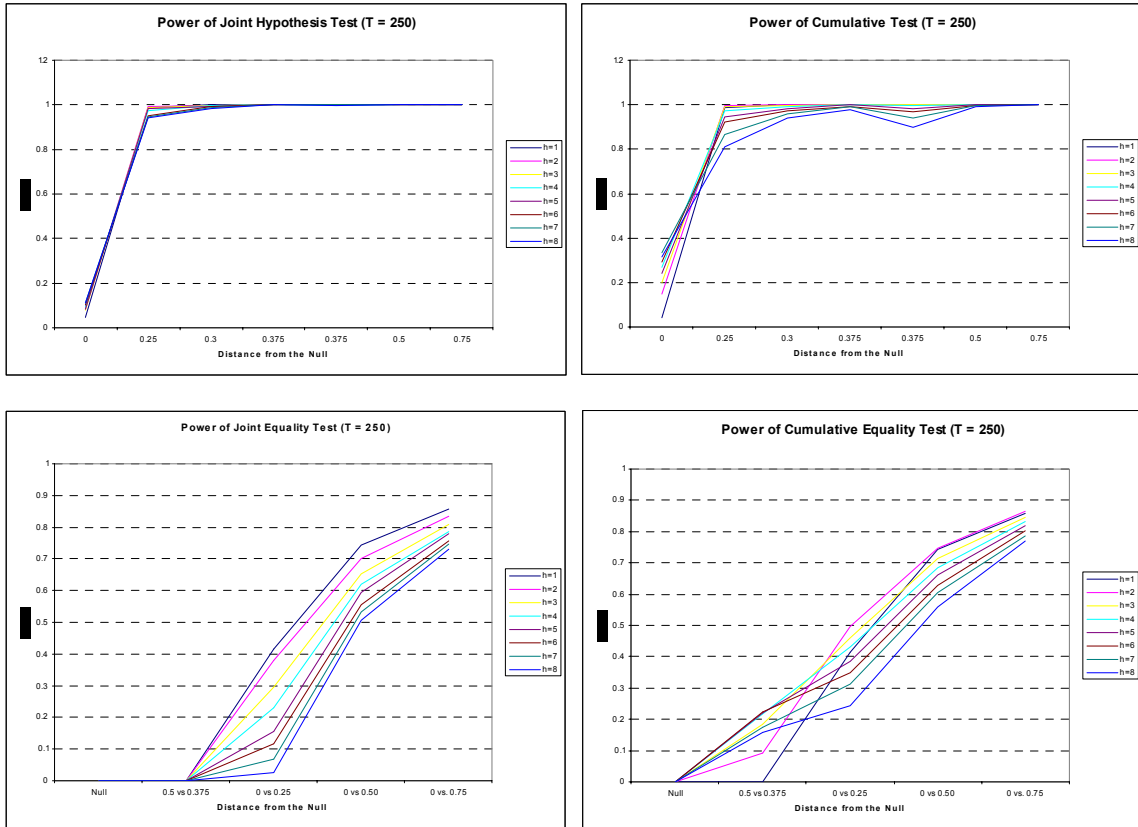 Power of Joint Hypothesis Test (T = 250)
1.2
1
0.8
0.6
0.4
0.2
0
0 0.25 0.3 0.375 0.375 0.5 0.75
Distance from the Null
h=1
h=2
h=3
h=4
h=5
h=6
h=7
h=8
Power of Cumulative Test (T = 250)
1.2
1
0.8
0.6
0.4
0.2
0
0 0.25 0.3 0.375 0.375 0.5 0.75
Distance from the Null
h=1
h=2
h=3
h=4
h=5
h=6
h=7
h=8
Power of Joint Equality Test (T = 250)
1
0.9
0.8
0.7
0.6
0.5
0.4
0.3
0.2
0.1
0
Null 0.5 vs 0.375 0 vs 0.25 0 vs 0.50 0 vs. 0.75
Distance from the Null
h=1
h=2
h=3
h=4
h=5
h=6
h=7
h=8
Power of Cumulative Equality Test (T = 250)
1
0.9
0.8
0.7
0.6
0.5
0.4
0.3
0.2
0.1
0
Null 0.5 vs 0.375 0 vs 0.25 0 vs 0.50 0 vs. 0.75
Distance from the Null
h=1
h=2
h=3
h=4
h=5
h=6
h=7
h=8